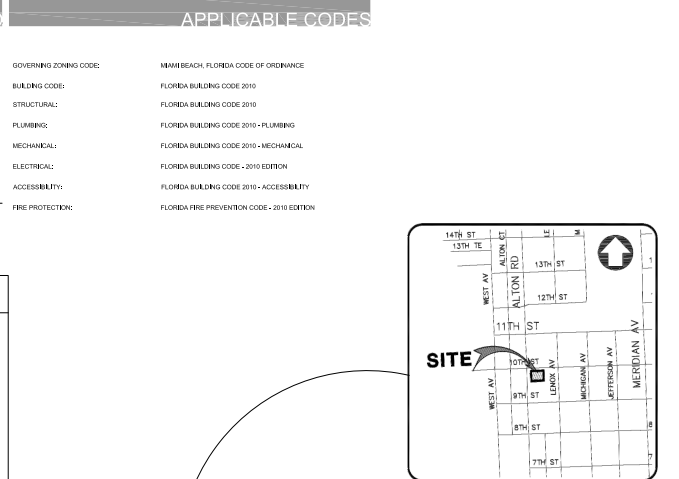 APPLICABLE CODES
GOVERNING ZONING CODE: MIAMI BEACH, FLORIDA CODE OF ORDINANCE
BUILDING CODE: FLORIDA BUILDING CODE 2010
STRUCTURAL: FLORIDA BUILDING CODE 2010
PLUMBING: FLORIDA BUILDING CODE 2010 - PLUMBING
MECHANICAL: FLORIDA BUILDING CODE 2010 - MECHANICAL
ELECTRICAL: FLORIDA BUILDING CODE - 2010 EDITION
ACCESSIBILITY: FLORIDA BUILDING CODE 2010 - ACCESSIBILITY
FIRE PROTECTION: FLORIDA FIRE PREVENTION CODE - 2010 EDITION
14TH ST
13TH TE
ALTON CT
LE
M
ALTON RD
13TH ST
1
WEST AV
12TH ST
11TH ST
MERIDIAN AV
SITE
10TH ST
LENOX AV
MICHIGAN AV
JEFFERSON AV
WEST AV
9TH ST
8TH ST
8
7TH ST
7